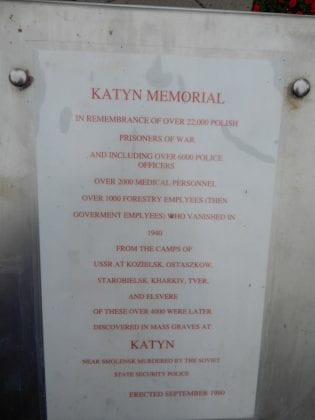 KATYN MEMORIAL
IN REMEMBRANCE OF OVER 22,000 POLISH
PRISONERS OF WAR
AND INCLUDING OVER 6000 POLICE
OFFICERS
OVER 2000 MEDICAL PERSONNEL
OVER 1000 FORESTRY EMPLYEES (THEN
GOVERMENT EMPLYEES) WHO VANISHED IN
1940
FROM THE CAMPS OF
USSR AT KOZIELSK, OSTASZKOW,
STAROBIELSK, KHARKIV, TVER,
AND ELSVERE
OF THESE OVER 4000 WERE LATER
DISCOVERED IN MASS GRAVES AT
KATYN
NEAR SMOLENSK MURDERED BY THE SOVIET
STATE SECURITY POLICE
ERECTED SEPTEMBER 1980